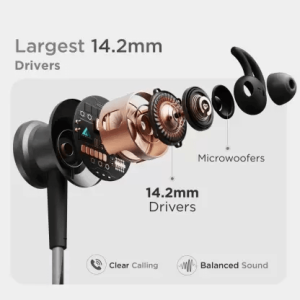 Largest 14.2mm
Drivers
Microwoofers
14.2mm
Drivers
Clear Calling
Balanced Sound